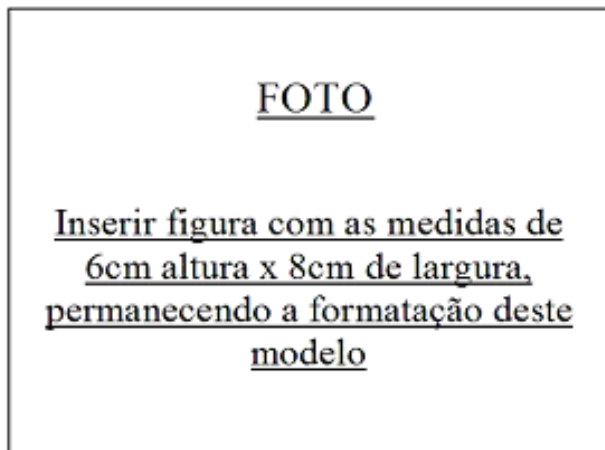 FOTO
Inserir figura com as medidas de
6cm altura x 8cm de largura,
permanecendo a formatação deste
modelo